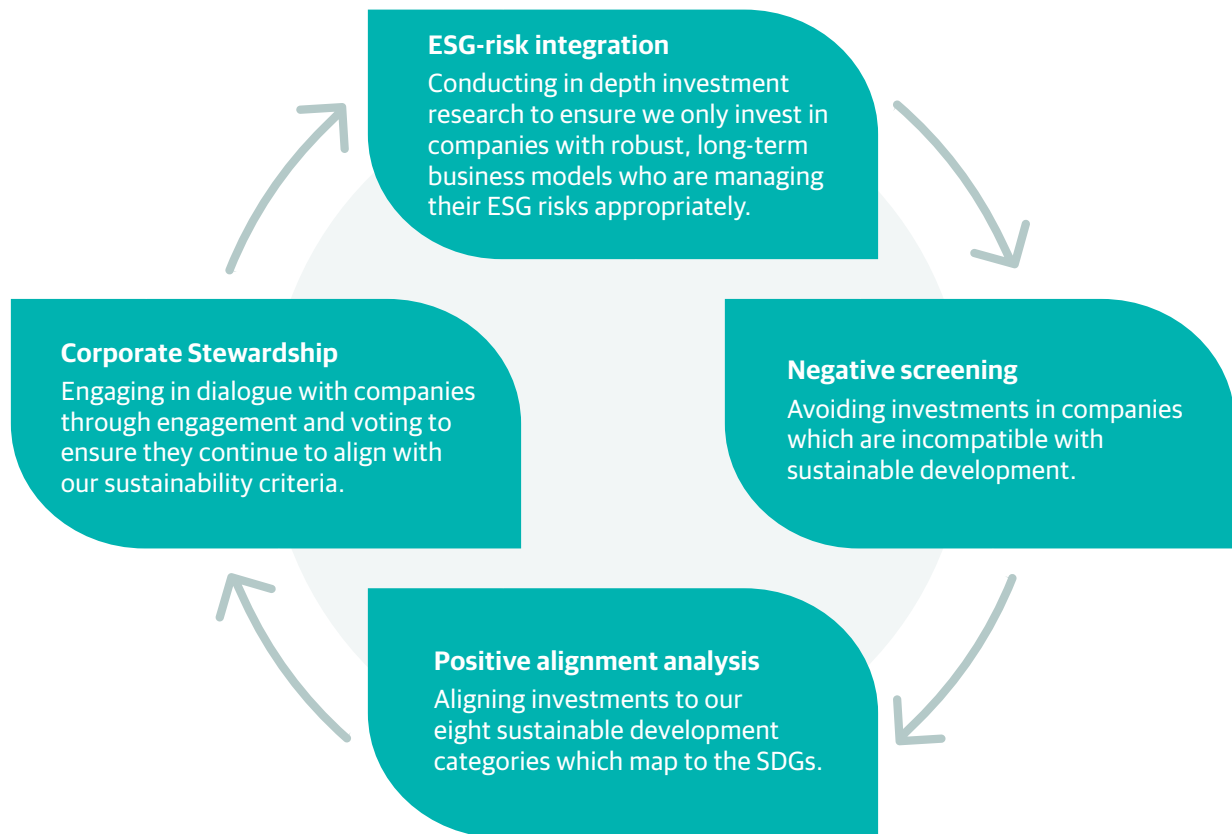 ESG-risk integration
Conducting in depth investment
research to ensure we only invest in
companies with robust, long-term
business models who are managing
their ESG risks appropriately.
Negative screening
Avoiding investments in companies
which are incompatible with
sustainable development.
Positive alignment analysis
Aligning investments to our
eight sustainable development
categories which map to the SDGs.
Corporate Stewardship
Engaging in dialogue with companies
through engagement and voting to
ensure they continue to align with
our sustainability criteria.